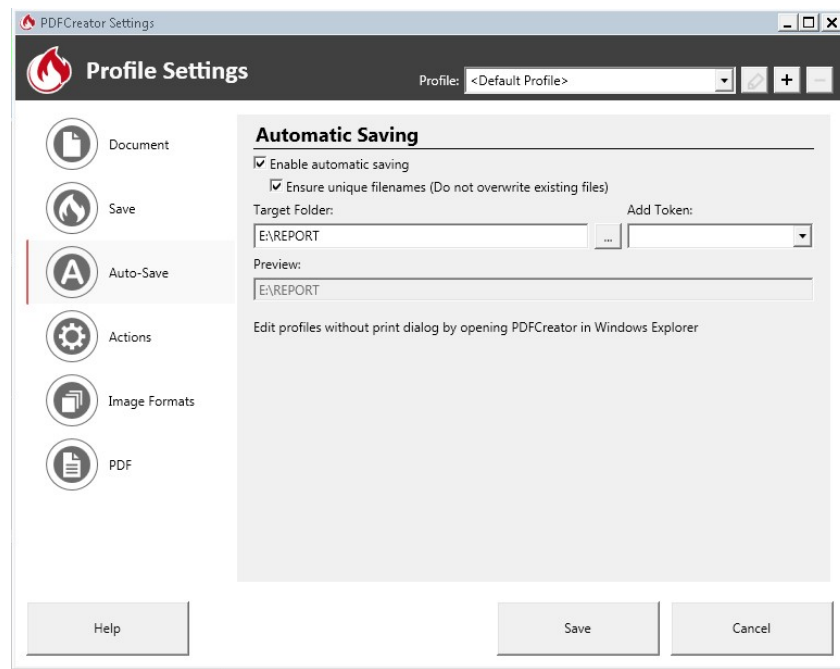 PDFCreator Settings
Profile Settings
Profile: <Default Profile>
+
Document
Save
A Auto-Save
Actions
Image Formats
PDF
Automatic Saving
Enable automatic saving
Ensure unique filenames (Do not overwrite existing files)
Target Folder: Add Token:
E:\REPORT ...
Preview:
E:\REPORT
Edit profiles without print dialog by opening PDFCreator in Windows Explorer
Help Save Cancel